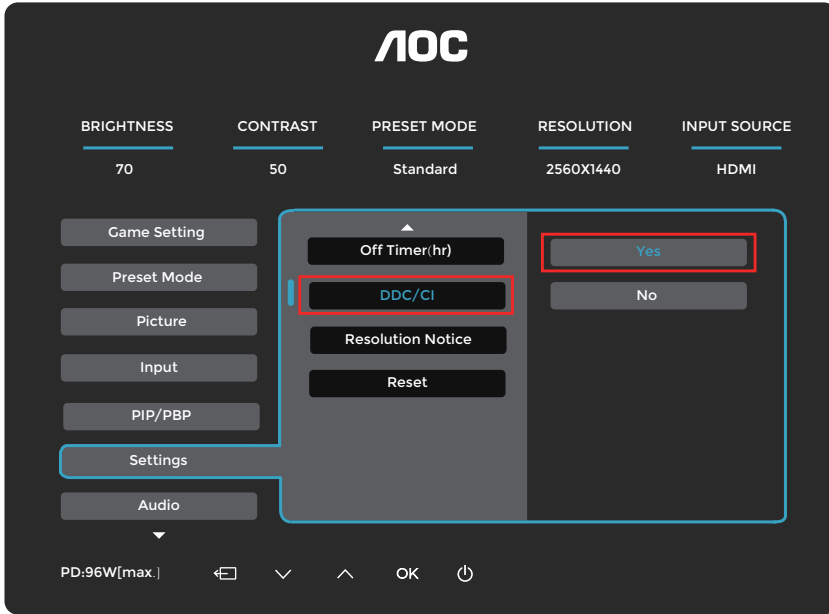 AOC
BRIGHTNESS CONTRAST PRESET MODE RESOLUTION INPUT SOURCE
70 50 Standard 2560X1440 HDMI
Game Setting
Preset Mode
Picture
Input
PIP/PBP
Settings
Audio
Off Timer(hr)
DDC/CI
Resolution Notice
Reset
Yes
No
PD:96W[max.] OK